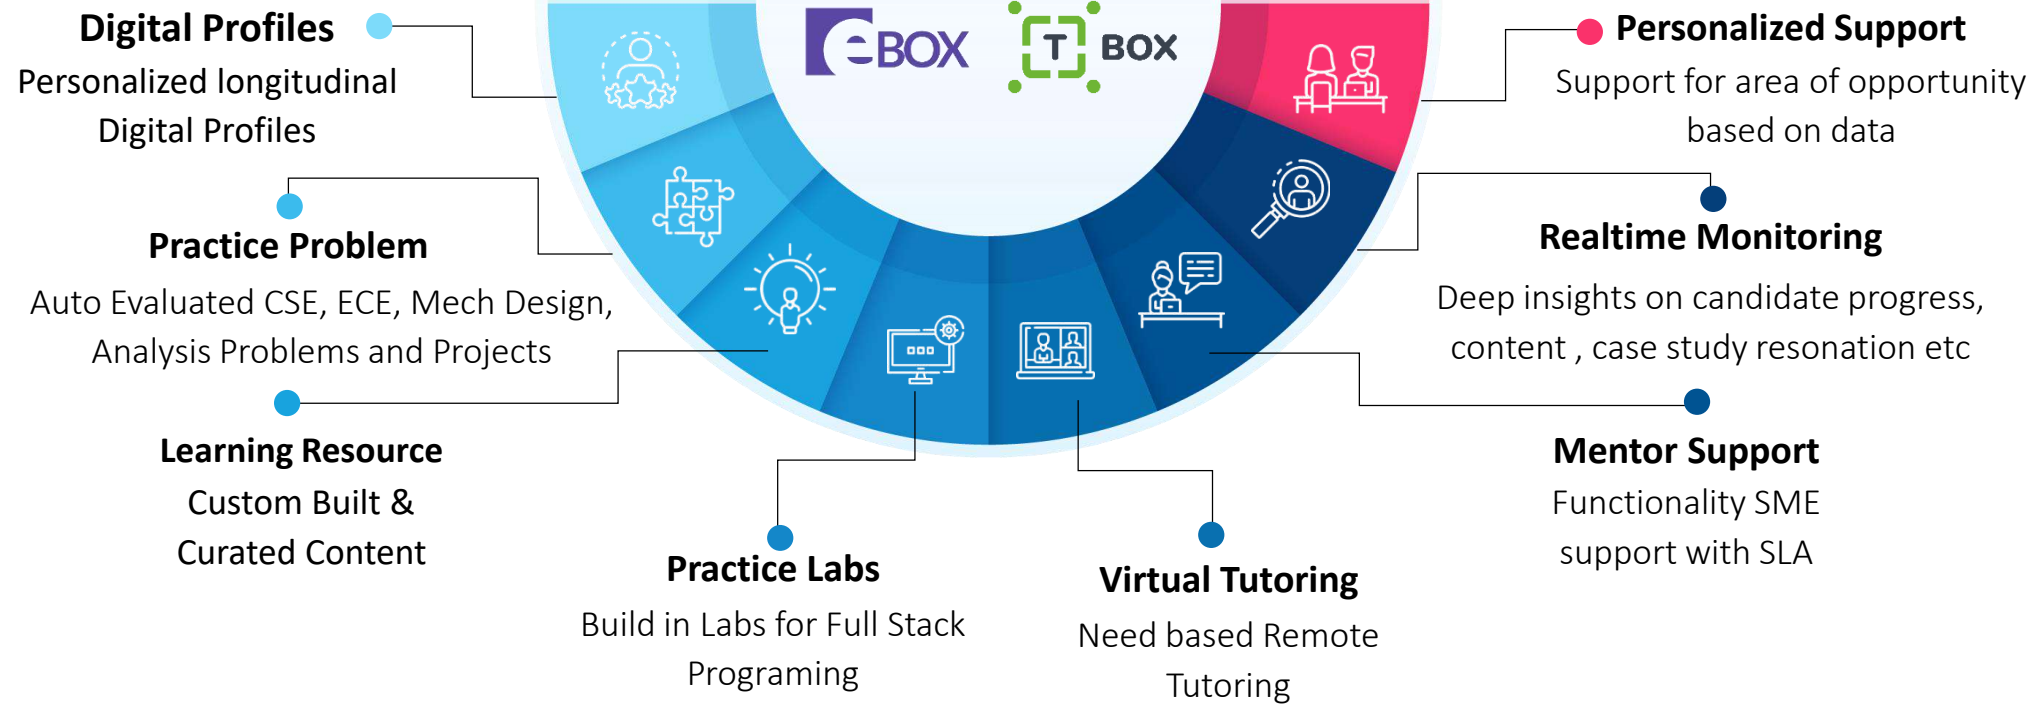 eBOX
T BOX
Digital Profiles
Personalized longitudinal
Digital Profiles
Practice Problem
Auto Evaluated CSE, ECE, Mech Design,
Analysis Problems and Projects
Learning Resource
Custom Built &
Curated Content
Practice Labs
Build in Labs for Full Stack
Programing
Virtual Tutoring
Need based Remote
Tutoring
Mentor Support
Functionality SME
support with SLA
Realtime Monitoring
Deep insights on candidate progress,
content , case study resonation etc
Personalized Support
Support for area of opportunity
based on data